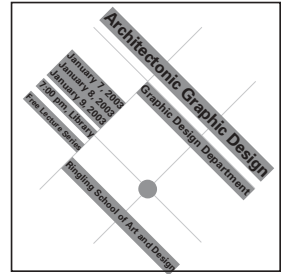 Architectonic Graphic Design
Graphic Design Department
January 7, 2003
January 8, 2003
January 9, 2003
7:00 pm, Library
Free Lecture Series
Ringling School of Art and Design